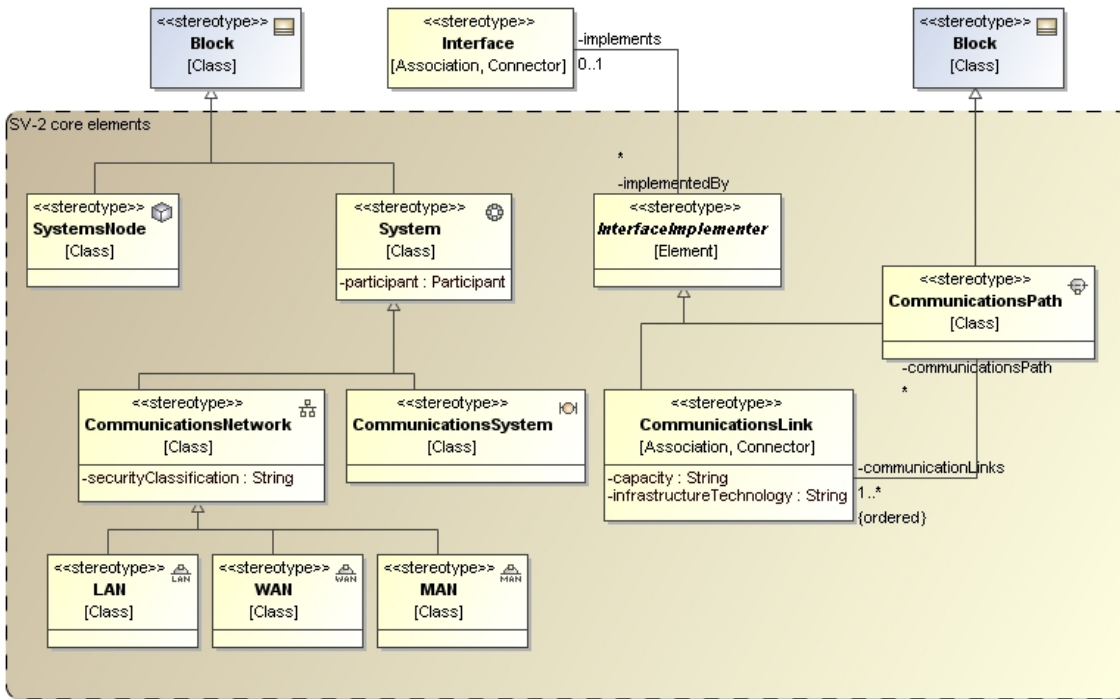 <<stereotype>>
Block
[Class]
<<stereotype>>
Interface
[Association, Connector]
-implements
0..1
<<stereotype>>
Block
[Class]
SV-2 core elements
*
-implementedBy
<<stereotype>>
SystemsNode
[Class]
<<stereotype>>
System
[Class]
-participant : Participant
<<stereotype>>
InterfaceImplementer
[Element]
<<stereotype>>
CommunicationsPath
[Class]
-communicationsPath
*
<<stereotype>>
CommunicationsNetwork
[Class]
-securityClassification : String
<<stereotype>>
CommunicationsSystem
[Class]
<<stereotype>>
CommunicationsLink
[Association, Connector]
-capacity : String
-infrastructureTechnology : String
-communicationLinks
1..*
{ordered}
<<stereotype>>
LAN
LAN
[Class]
<<stereotype>>
WAN
WAN
[Class]
<<stereotype>>
MAN
MAN
[Class]